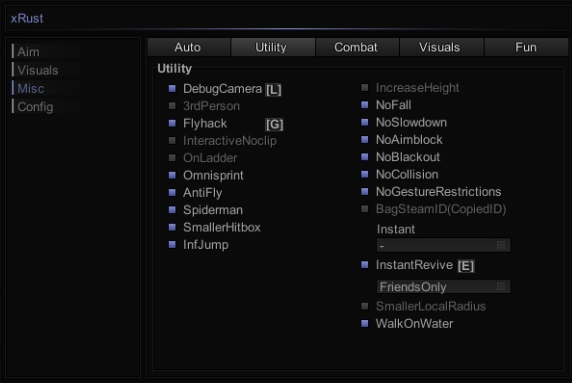 xRust
Aim
Visuals
Misc
Config
Auto
Utility
Combat
Visuals
Fun
Utility
DebugCamera [L]
3rdPerson
Flyhack [G]
InteractiveNoclip
OnLadder
Omnisprint
AntiFly
Spiderman
SmallerHitbox
InfJump
IncreaseHeight
NoFall
NoSlowdown
NoAimblock
NoBlackout
NoCollision
NoGestureRestrictions
BagSteamID(CopiedID)
Instant
-
InstantRevive [E]
FriendsOnly
SmallerLocalRadius
WalkOnWater